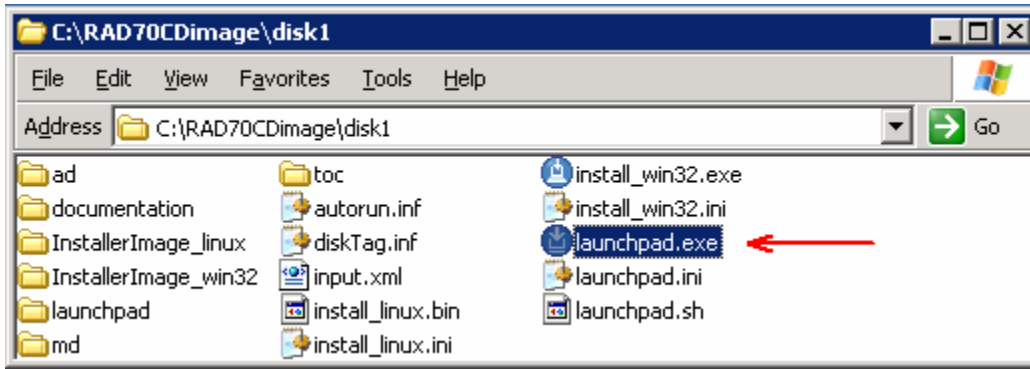 C:\RAD70CDimage\disk1
File Edit View Favorites Tools Help
Address C:\RAD70CDimage\disk1 Go
ad toc install_win32.exe
documentation autorun.inf install_win32.ini
InstallerImage_linux diskTag.inf launchpad.exe
InstallerImage_win32 input.xml launchpad.ini
launchpad install_linux.bin launchpad.sh
md install_linux.ini